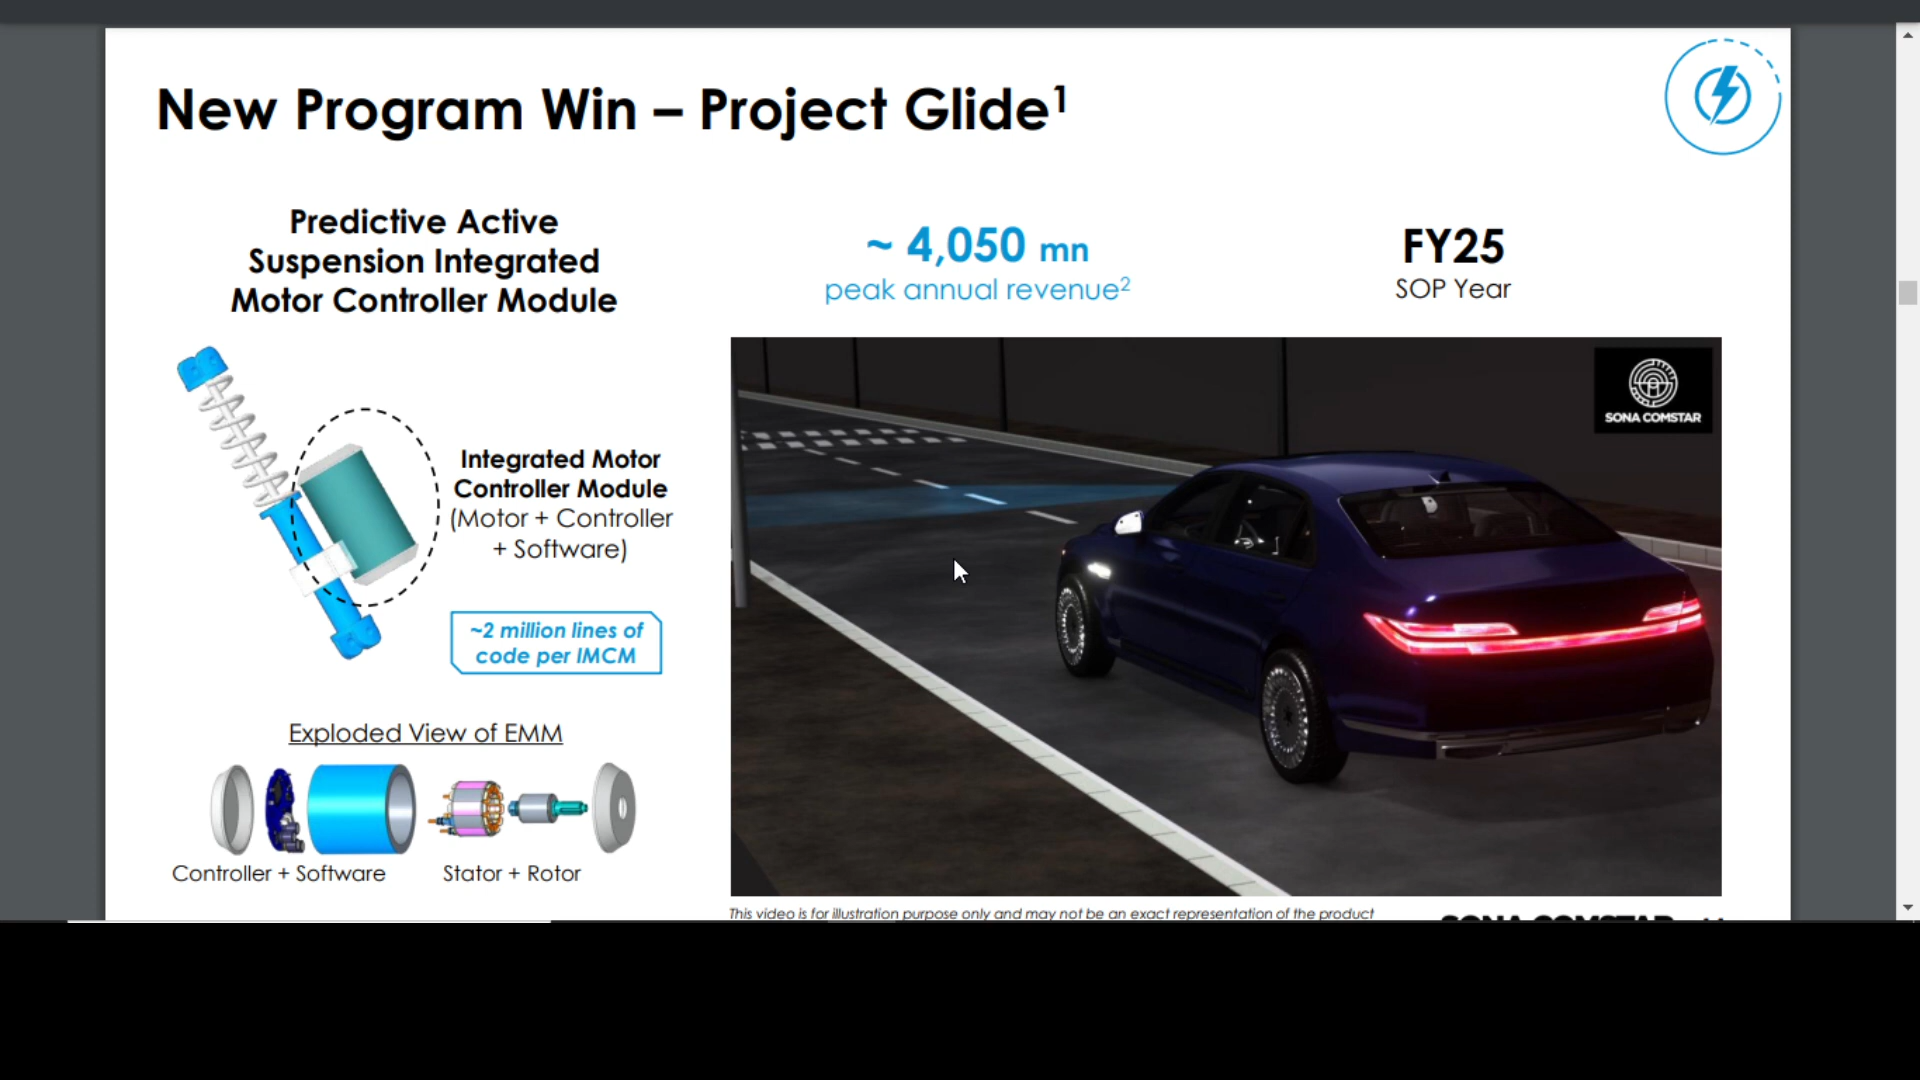 New Program Win – Project Glide¹
Predictive Active
Suspension Integrated
Motor Controller Module
~ 4,050 mn
peak annual revenue²
FY25
SOP Year
SONA COMSTAR
Integrated Motor
Controller Module
(Motor + Controller
+ Software)
~2 million lines of
code per IMCM
Exploded View of EMM
Controller + Software
Stator + Rotor
This video is for illustration purpose only and may not be an exact representation of the product
SONA COMSTAR